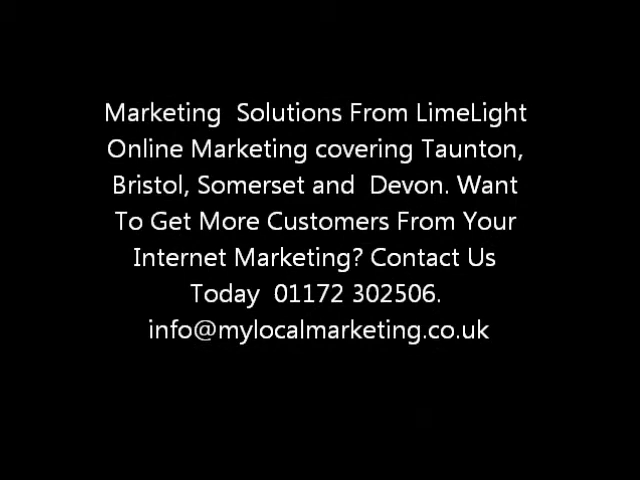 Marketing  Solutions From LimeLight
Online Marketing covering Taunton,
Bristol, Somerset and  Devon. Want
To Get More Customers From Your
Internet Marketing? Contact Us
Today  01172 302506.
info@mylocalmarketing.co.uk